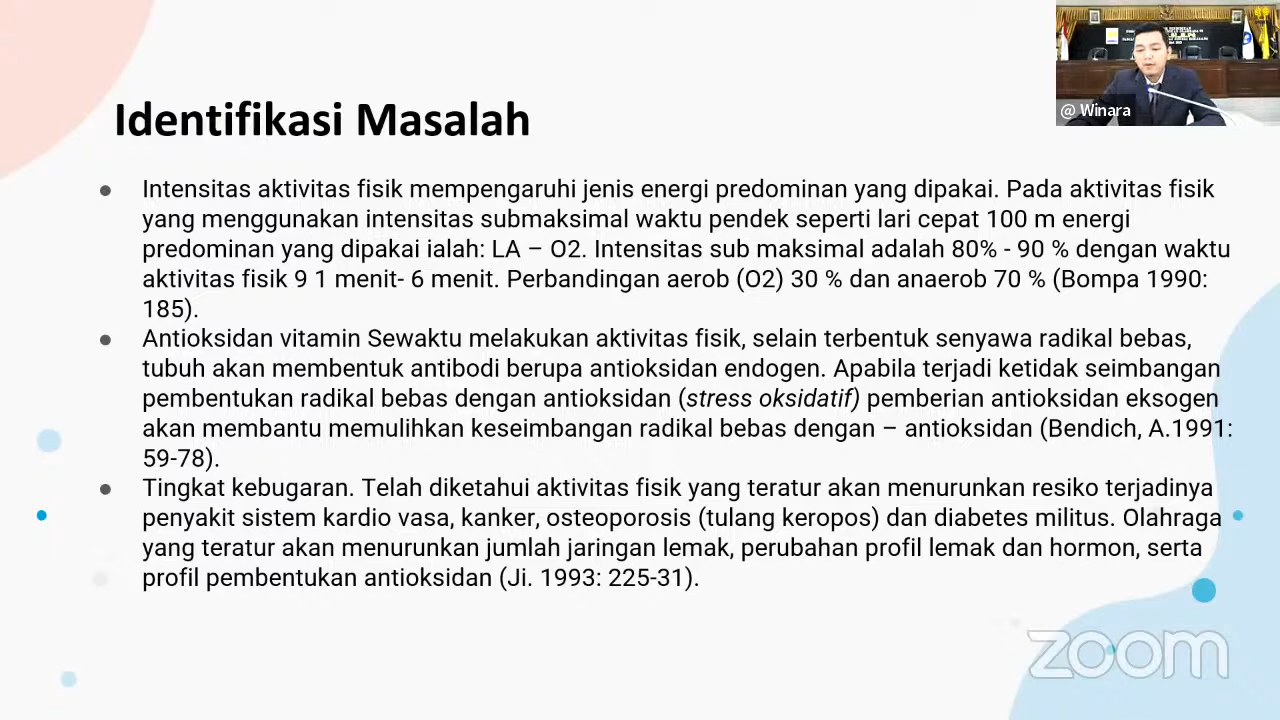 Identifikasi Masalah
@ Winara
Intensitas aktivitas fisik mempengaruhi jenis energi predominan yang dipakai. Pada aktivitas fisik
yang menggunakan intensitas submaksimal waktu pendek seperti lari cepat 100 m energi
predominan yang dipakai ialah: LA – O2. Intensitas sub maksimal adalah 80% - 90 % dengan waktu
aktivitas fisik 9 1 menit- 6 menit. Perbandingan aerob (O2) 30 % dan anaerob 70 % (Bompa 1990:
185).
Antioksidan vitamin Sewaktu melakukan aktivitas fisik, selain terbentuk senyawa radikal bebas,
tubuh akan membentuk antibodi berupa antioksidan endogen. Apabila terjadi ketidak seimbangan
pembentukan radikal bebas dengan antioksidan (stress oksidatif) pemberian antioksidan eksogen
akan membantu memulihkan keseimbangan radikal bebas dengan – antioksidan (Bendich, A.1991:
59-78).
Tingkat kebugaran. Telah diketahui aktivitas fisik yang teratur akan menurunkan resiko terjadinya
penyakit sistem kardio vasa, kanker, osteoporosis (tulang keropos) dan diabetes militus. Olahraga
yang teratur akan menurunkan jumlah jaringan lemak, perubahan profil lemak dan hormon, serta
profil pembentukan antioksidan (Ji. 1993: 225-31).
zoom